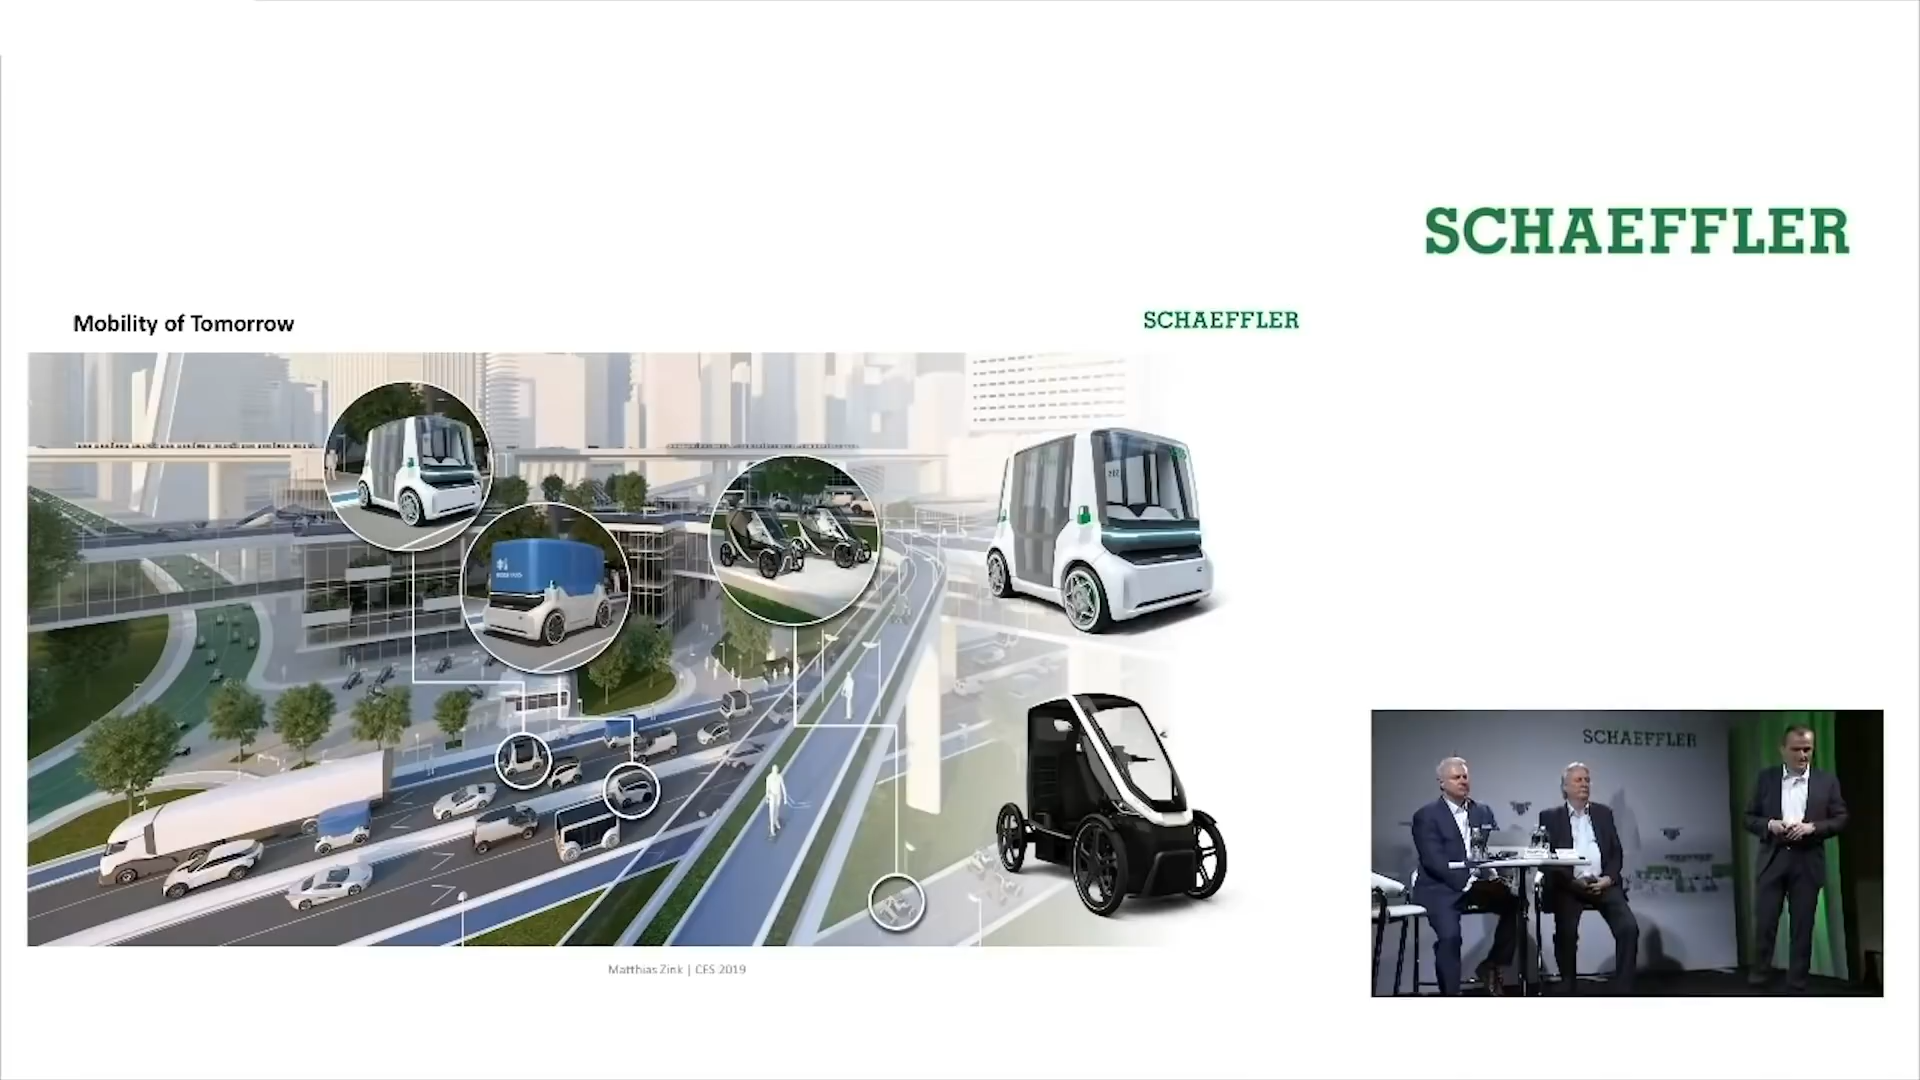 SCHAEFFLER
Mobility of Tomorrow
SCHAEFFLER
Matthias Zink | CES 2019
SCHAEFFLER